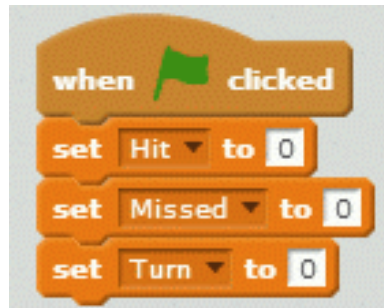 when clicked
set Hit to 0
set Missed to 0
set Turn to 0